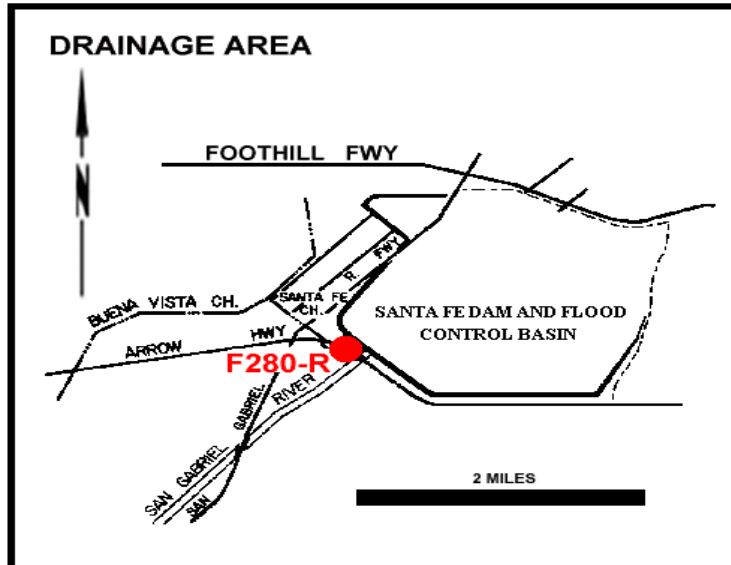 DRAINAGE AREA
N
FOOTHILL FWY
R. FWY
SANTA FE
CH.
BUENA VISTA CH.
SANTA FE DAM AND FLOOD
CONTROL BASIN
ARROW HWY
F280-R
SAN GABRIEL RIVER
SAN GABRIEL
2 MILES